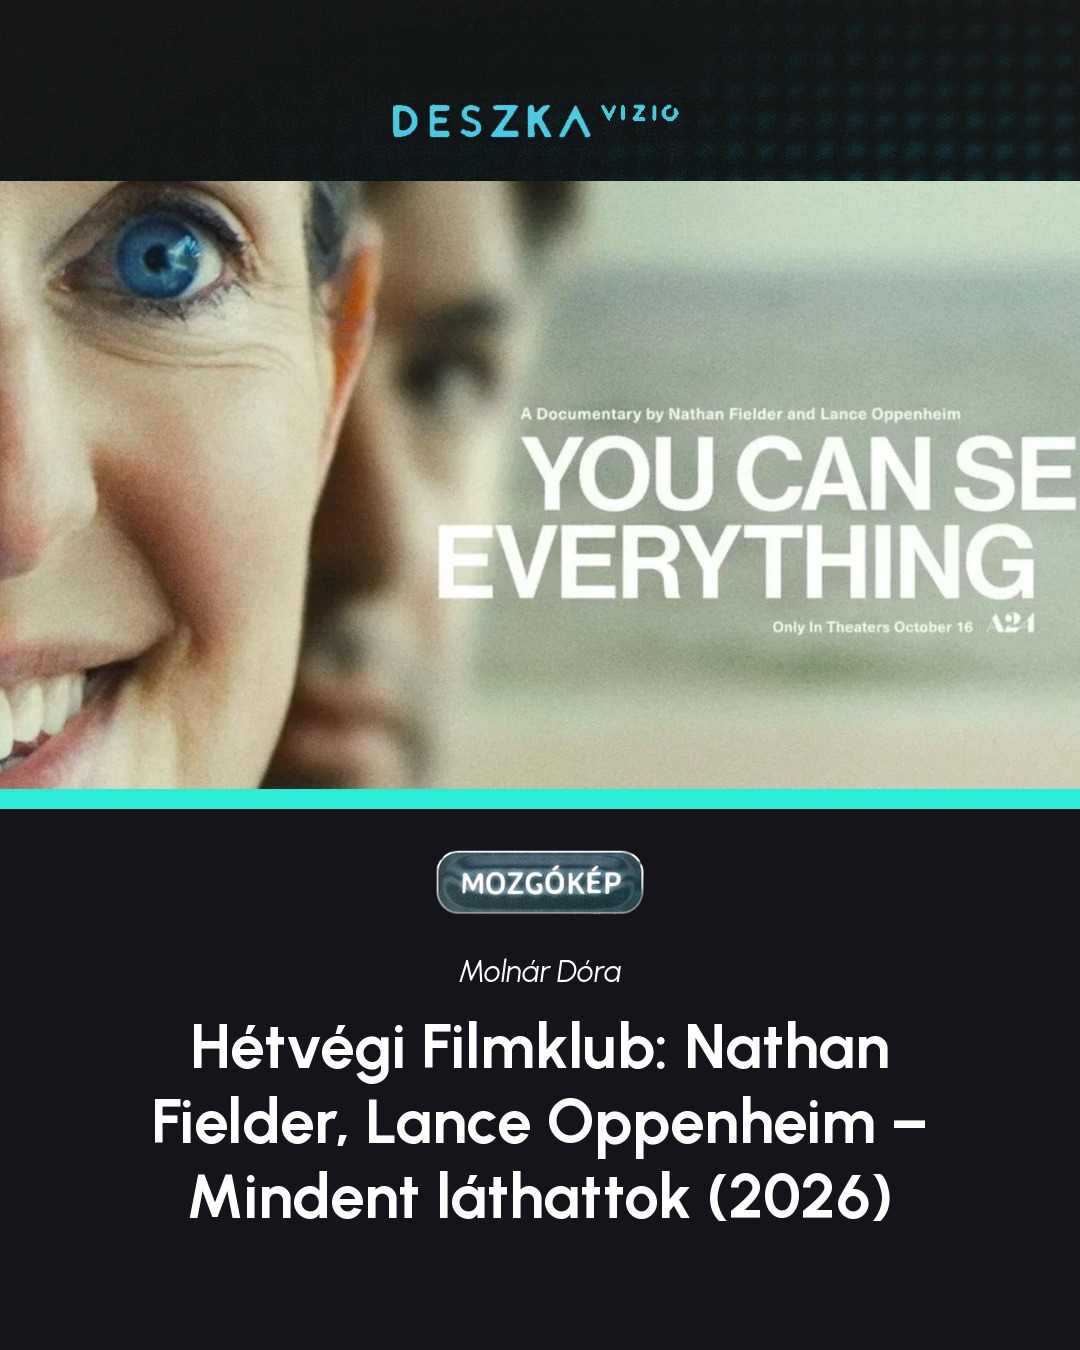 DESZKA VIZIO
A Documentary by Nathan Fielder and Lance Oppenheim
YOU CAN SE
EVERYTHING
Only In Theaters October 16 A24
MOZGÓKÉP
Molnár Dóra
Hétvégi Filmklub: Nathan
Fielder, Lance Oppenheim –
Mindent láthattok (2026)